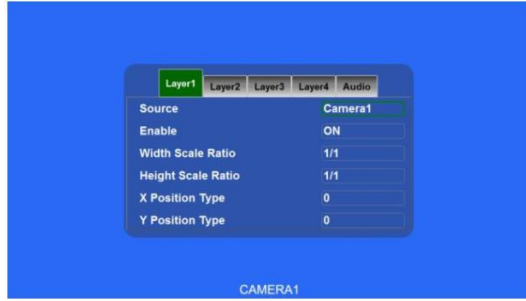 Layer1 Layer2 Layer3 Layer4 Audio
Source Camera1
Enable ON
Width Scale Ratio 1/1
Height Scale Ratio 1/1
X Position Type 0
Y Position Type 0
CAMERA1